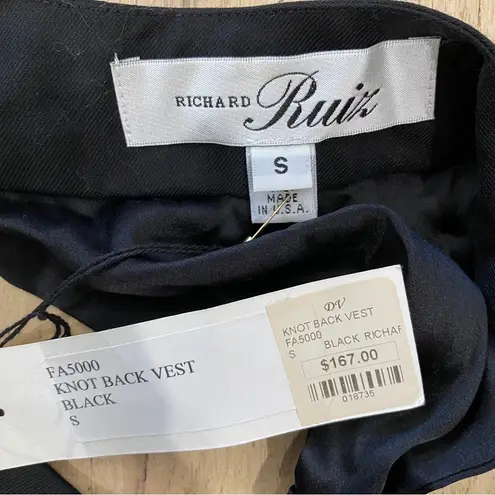 RICHARD Ruiz
S
MADE
IN U.S.A.
FA5000
KNOT BACK VEST
BLACK
S
DV
KNOT BACK VEST
FA5000
S BLACK RICHAR
$167.00
018735